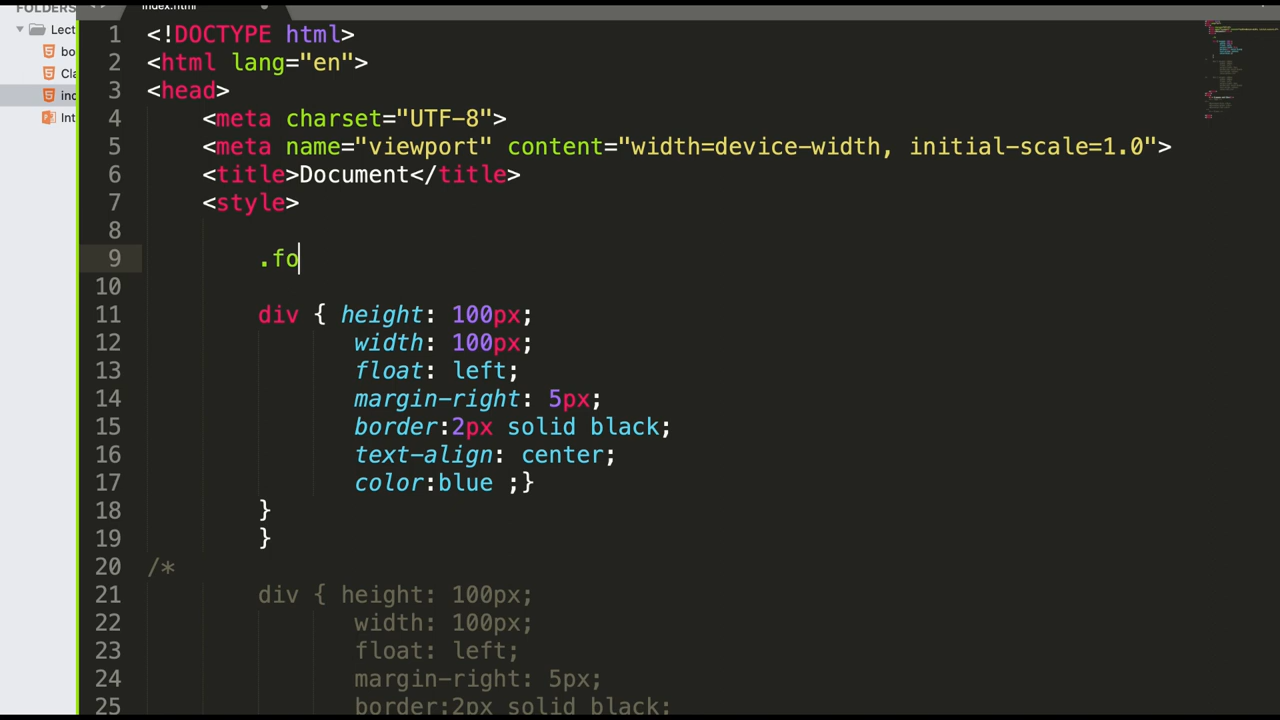 FOLDERS
index.html
Lect
bo
Cla
ind
Int
1 <!DOCTYPE html>
2 <html lang="en">
3 <head>
4 <meta charset="UTF-8">
5 <meta name="viewport" content="width=device-width, initial-scale=1.0">
6 <title>Document</title>
7 <style>
8
9 .fo
10
11 div { height: 100px;
12 width: 100px;
13 float: left;
14 margin-right: 5px;
15 border:2px solid black;
16 text-align: center;
17 color:blue ;}
18 }
19 }
20 /*
21 div { height: 100px;
22 width: 100px;
23 float: left;
24 margin-right: 5px;
25 border:2px solid black;